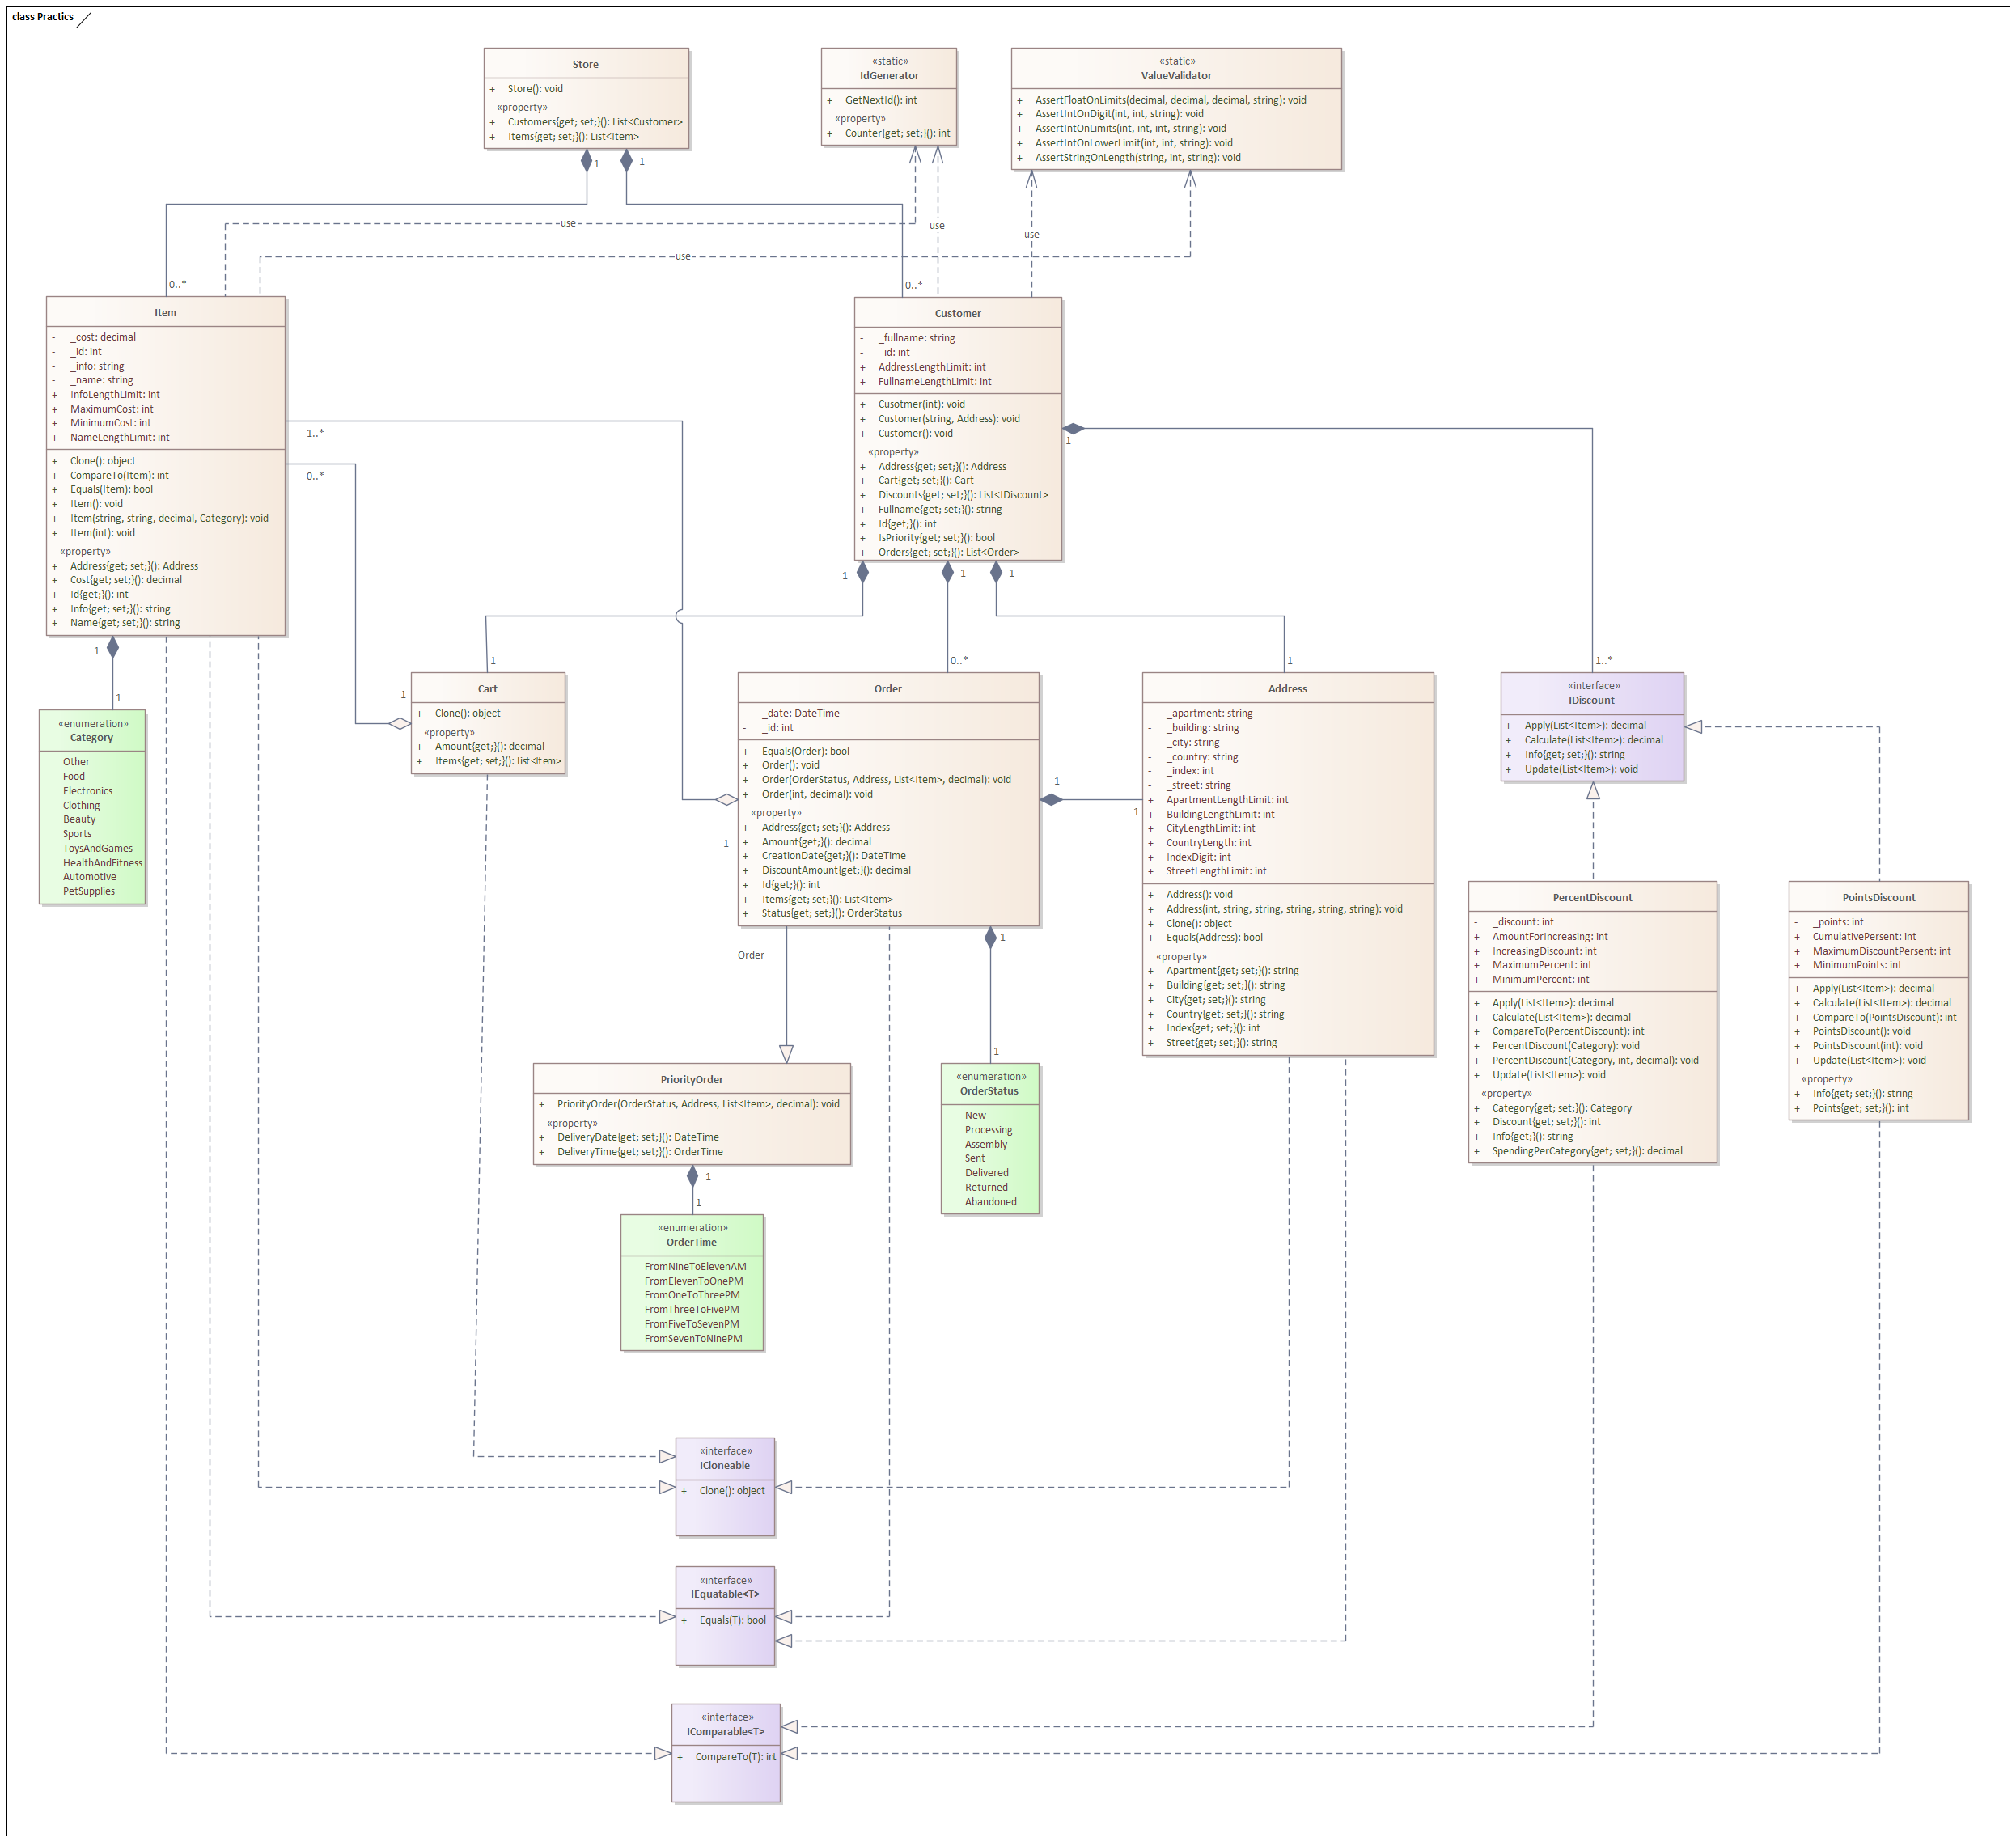 class Practics
Store
+ Store(): void
«property»
+ Customers{get; set;}(): List<Customer>
+ Items{get; set;}(): List<Item>
1
1
«static»
IdGenerator
+ GetNextId(): int
«property»
+ Counter{get; set;}(): int
«static»
ValueValidator
+ AssertFloatOnLimits(decimal, decimal, decimal, string): void
+ AssertIntOnDigit(int, int, string): void
+ AssertIntOnLimits(int, int, int, string): void
+ AssertIntOnLowerLimit(int, int, string): void
+ AssertStringOnLength(string, int, string): void
use
use
use
use
0..*
0..*
Item
- _cost: decimal
- _id: int
- _info: string
- _name: string
+ InfoLengthLimit: int
+ MaximumCost: int
+ MinimumCost: int
+ NameLengthLimit: int
+ Clone(): object
+ CompareTo(Item): int
+ Equals(Item): bool
+ Item(): void
+ Item(string, string, decimal, Category): void
+ Item(int): void
«property»
+ Address{get; set;}(): Address
+ Cost{get; set;}(): decimal
+ Id{get;}(): int
+ Info{get; set;}(): string
+ Name{get; set;}(): string
1..*
0..*
Customer
- _fullname: string
- _id: int
+ AddressLengthLimit: int
+ FullnameLengthLimit: int
+ Cusotmer(int): void
+ Customer(string, Address): void
+ Customer(): void
«property»
+ Address{get; set;}(): Address
+ Cart{get; set;}(): Cart
+ Discounts{get; set;}(): List<IDiscount>
+ Fullname{get; set;}(): string
+ Id{get;}(): int
+ IsPriority{get; set;}(): bool
+ Orders{get; set;}(): List<Order>
1
1
1
1
1
1
1
0..*
1
1..*
«enumeration»
Category
Other
Food
Electronics
Clothing
Beauty
Sports
ToysAndGames
HealthAndFitness
Automotive
PetSupplies
1
Cart
+ Clone(): object
«property»
+ Amount{get;}(): decimal
+ Items{get; set;}(): List<Item>
Order
- _date: DateTime
- _id: int
+ Equals(Order): bool
+ Order(): void
+ Order(OrderStatus, Address, List<Item>, decimal): void
+ Order(int, decimal): void
«property»
+ Address{get; set;}(): Address
+ Amount{get;}(): decimal
+ CreationDate{get;}(): DateTime
+ DiscountAmount{get;}(): decimal
+ Id{get;}(): int
+ Items{get; set;}(): List<Item>
+ Status{get; set;}(): OrderStatus
1
1
1
Address
- _apartment: string
- _building: string
- _city: string
- _country: string
- _index: int
- _street: string
+ ApartmentLengthLimit: int
+ BuildingLengthLimit: int
+ CityLengthLimit: int
+ CountryLength: int
+ IndexDigit: int
+ StreetLengthLimit: int
+ Address(): void
+ Address(int, string, string, string, string, string): void
+ Clone(): object
+ Equals(Address): bool
«property»
+ Apartment{get; set;}(): string
+ Building{get; set;}(): string
+ City{get; set;}(): string
+ Country{get; set;}(): string
+ Index{get; set;}(): int
+ Street{get; set;}(): string
«interface»
IDiscount
+ Apply(List<Item>): decimal
+ Calculate(List<Item>): decimal
+ Info{get; set;}(): string
+ Update(List<Item>): void
PercentDiscount
- _discount: int
+ AmountForIncreasing: int
+ IncreasingDiscount: int
+ MaximumPercent: int
+ MinimumPercent: int
+ Apply(List<Item>): decimal
+ Calculate(List<Item>): decimal
+ CompareTo(PercentDiscount): int
+ PercentDiscount(Category): void
+ PercentDiscount(Category, int, decimal): void
+ Update(List<Item>): void
«property»
+ Category{get; set;}(): Category
+ Discount{get; set;}(): int
+ Info{get;}(): string
+ SpendingPerCategory{get; set;}(): decimal
PointsDiscount
- _points: int
+ CumulativePersent: int
+ MaximumDiscountPersent: int
+ MinimumPoints: int
+ Apply(List<Item>): decimal
+ Calculate(List<Item>): decimal
+ CompareTo(PointsDiscount): int
+ PointsDiscount(): void
+ PointsDiscount(int): void
+ Update(List<Item>): void
«property»
+ Info{get; set;}(): string
+ Points{get; set;}(): int
Order
1
1
PriorityOrder
+ PriorityOrder(OrderStatus, Address, List<Item>, decimal): void
«property»
+ DeliveryDate{get; set;}(): DateTime
+ DeliveryTime{get; set;}(): OrderTime
1
1
«enumeration»
OrderStatus
New
Processing
Assembly
Sent
Delivered
Returned
Abandoned
«enumeration»
OrderTime
FromNineToElevenAM
FromElevenToOnePM
FromOneToThreePM
FromThreeToFivePM
FromFiveToSevenPM
FromSevenToNinePM
«interface»
ICloneable
+ Clone(): object
«interface»
IEquatable<T>
+ Equals(T): bool
«interface»
IComparable<T>
+ CompareTo(T): int